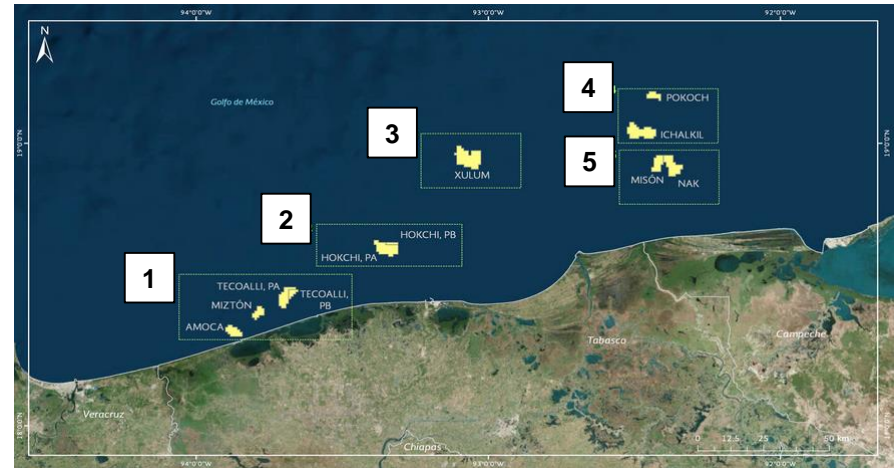 94°0'0"W
93°0'0"W
92°0'0"W
N
Golfo de México
4
POKOCH
ICHALKIL
3
XULUM
19°0'0"N
19°0'0"N
5
MISÓN
NAK
2
HOKCHI, PB
HOKCHI, PA
1
TECOALLI, PA
TECOALLI,
PB
MIZTÓN
AMOCA
Tabasco
Campeche
Veracruz
Chiapas
18°0'0"N
18°0'0"N
0
12.5
25
50 km
94°0'0"W
93°0'0"W
92°0'0"W